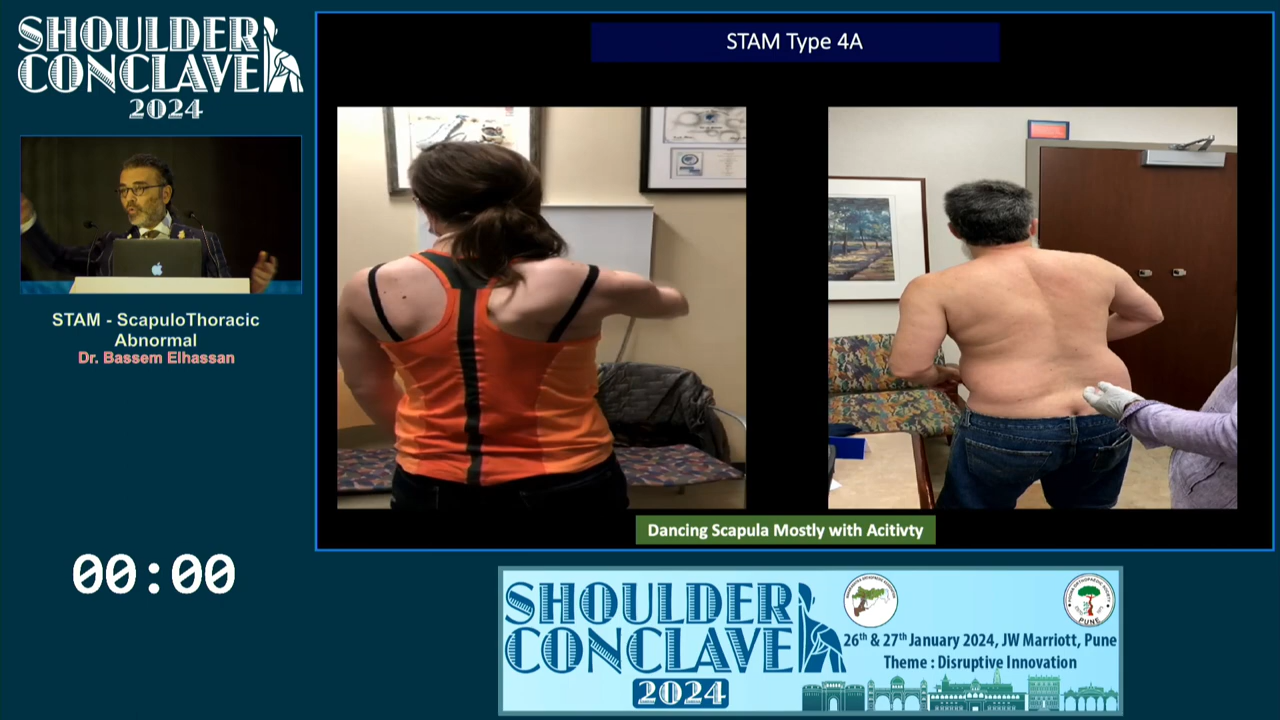 SHOULDER
CONCLAVE
2024
STAM - ScapuloThoracic
Abnormal
Dr. Bassem Elhassan
00:00
STAM Type 4A
Dancing Scapula Mostly with Acitivty
SHOULDER
CONCLAVE
2024
26th & 27th January 2024, JW Marriott, Pune
Theme : Disruptive Innovation
PUNE